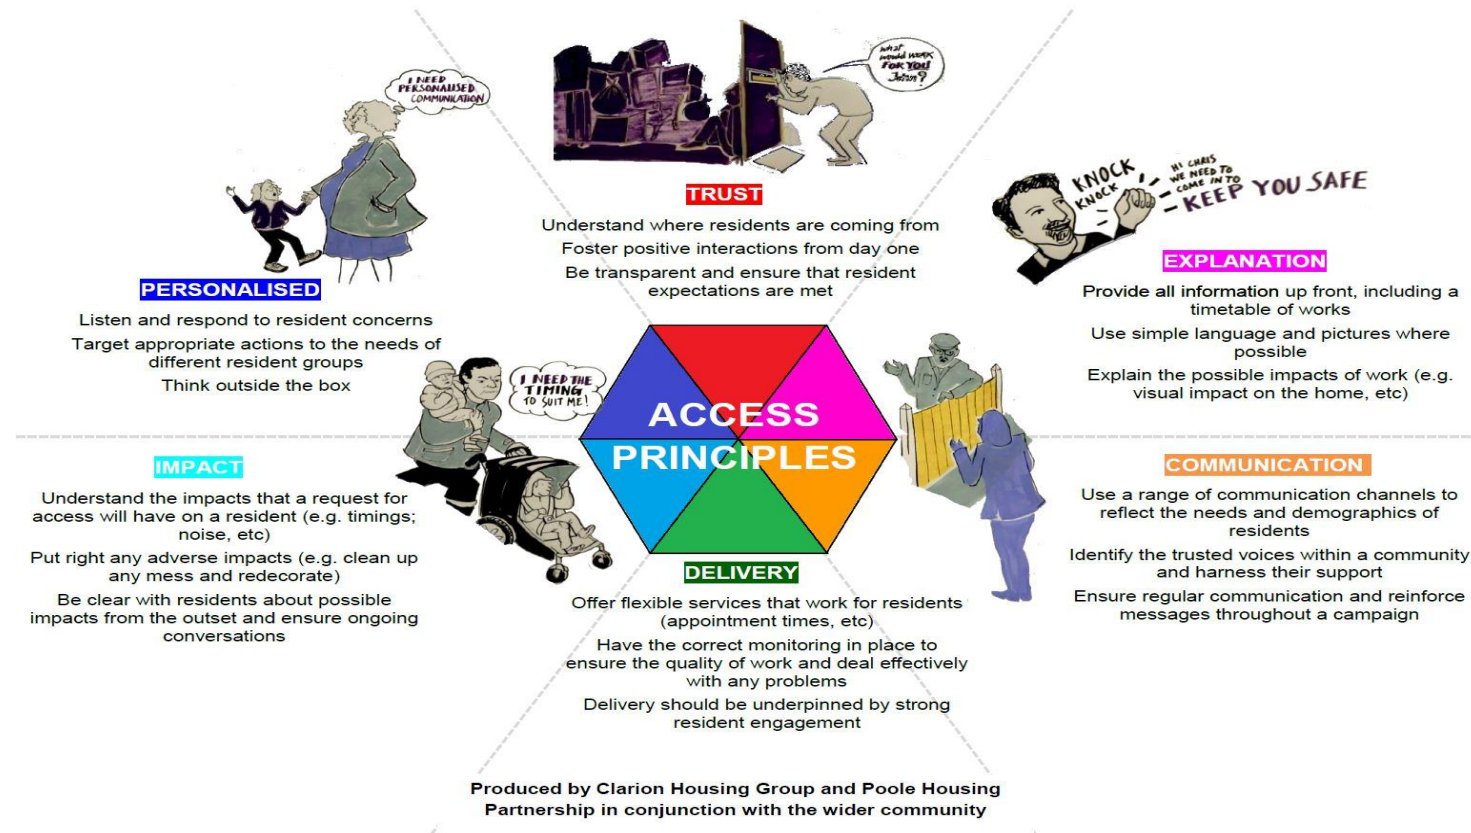 I NEED
PERSONALISED
COMMUNICATION
PERSONALISED
Listen and respond to resident concerns
Target appropriate actions to the needs of
different resident groups
Think outside the box
What
would work
FOR YOU
Jason?
TRUST
Understand where residents are coming from
Foster positive interactions from day one
Be transparent and ensure that resident
expectations are met
KNOCK
KNOCK
HI CHRIS
WE NEED TO
COME IN TO
KEEP YOU SAFE
EXPLANATION
Provide all information up front, including a
timetable of works
Use simple language and pictures where
possible
Explain the possible impacts of work (e.g.
visual impact on the home, etc)
I NEED THE
TIMING
TO SUIT ME!
ACCESS
PRINCIPLES
IMPACT
Understand the impacts that a request for
access will have on a resident (e.g. timings;
noise, etc)
Put right any adverse impacts (e.g. clean up
any mess and redecorate)
Be clear with residents about possible
impacts from the outset and ensure ongoing
conversations
DELIVERY
Offer flexible services that work for residents
(appointment times, etc)
Have the correct monitoring in place to
ensure the quality of work and deal effectively
with any problems
Delivery should be underpinned by strong
resident engagement
COMMUNICATION
Use a range of communication channels to
reflect the needs and demographics of
residents
Identify the trusted voices within a community
and harness their support
Ensure regular communication and reinforce
messages throughout a campaign
Produced by Clarion Housing Group and Poole Housing
Partnership in conjunction with the wider community